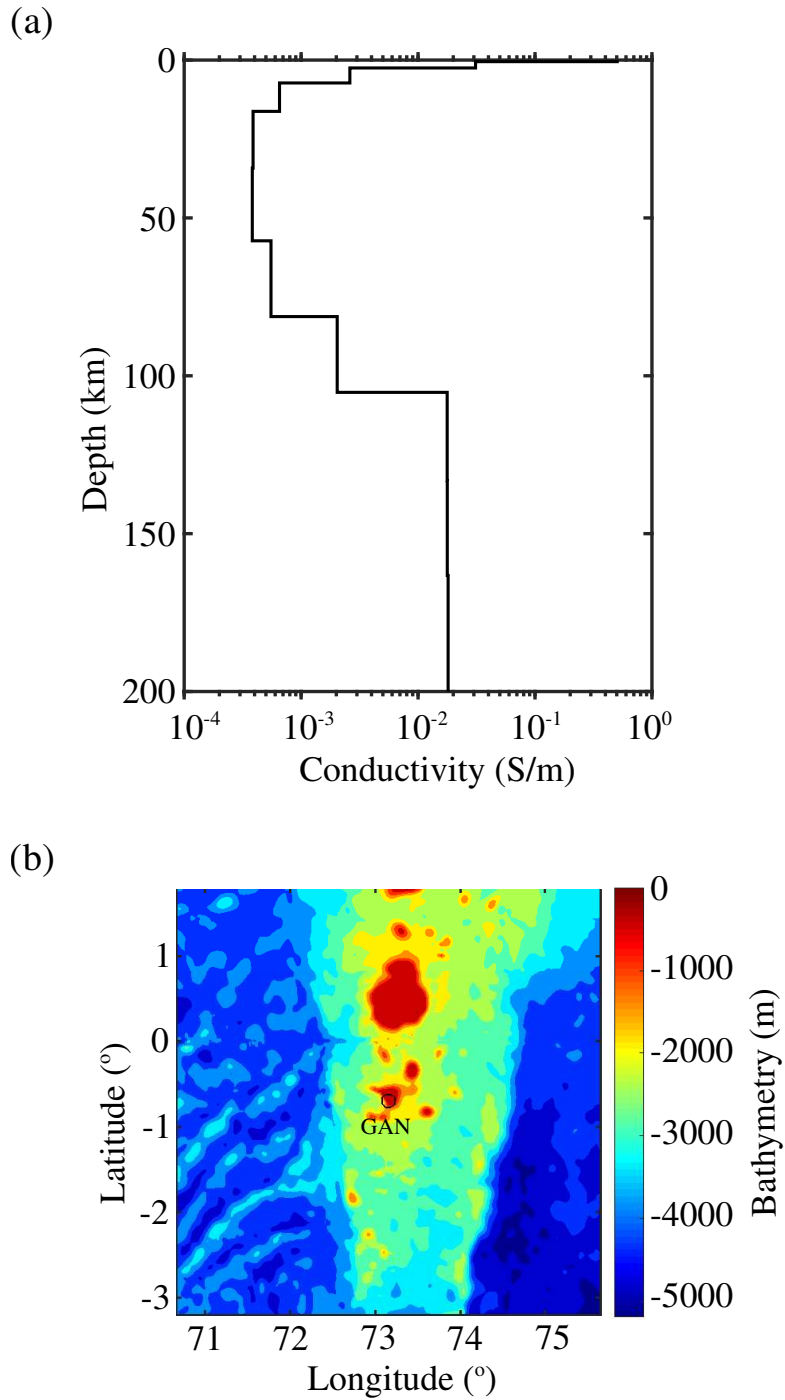 (a)
0
50
100
150
200
Depth (km)
10⁻⁴ 10⁻³ 10⁻² 10⁻¹ 10⁰
Conductivity (S/m)
(b)
1
0
-1
-2
-3
Latitude (º)
GAN
71 72 73 74 75
Longitude (º)
0
-1000
-2000
-3000
-4000
-5000
Bathymetry (m)